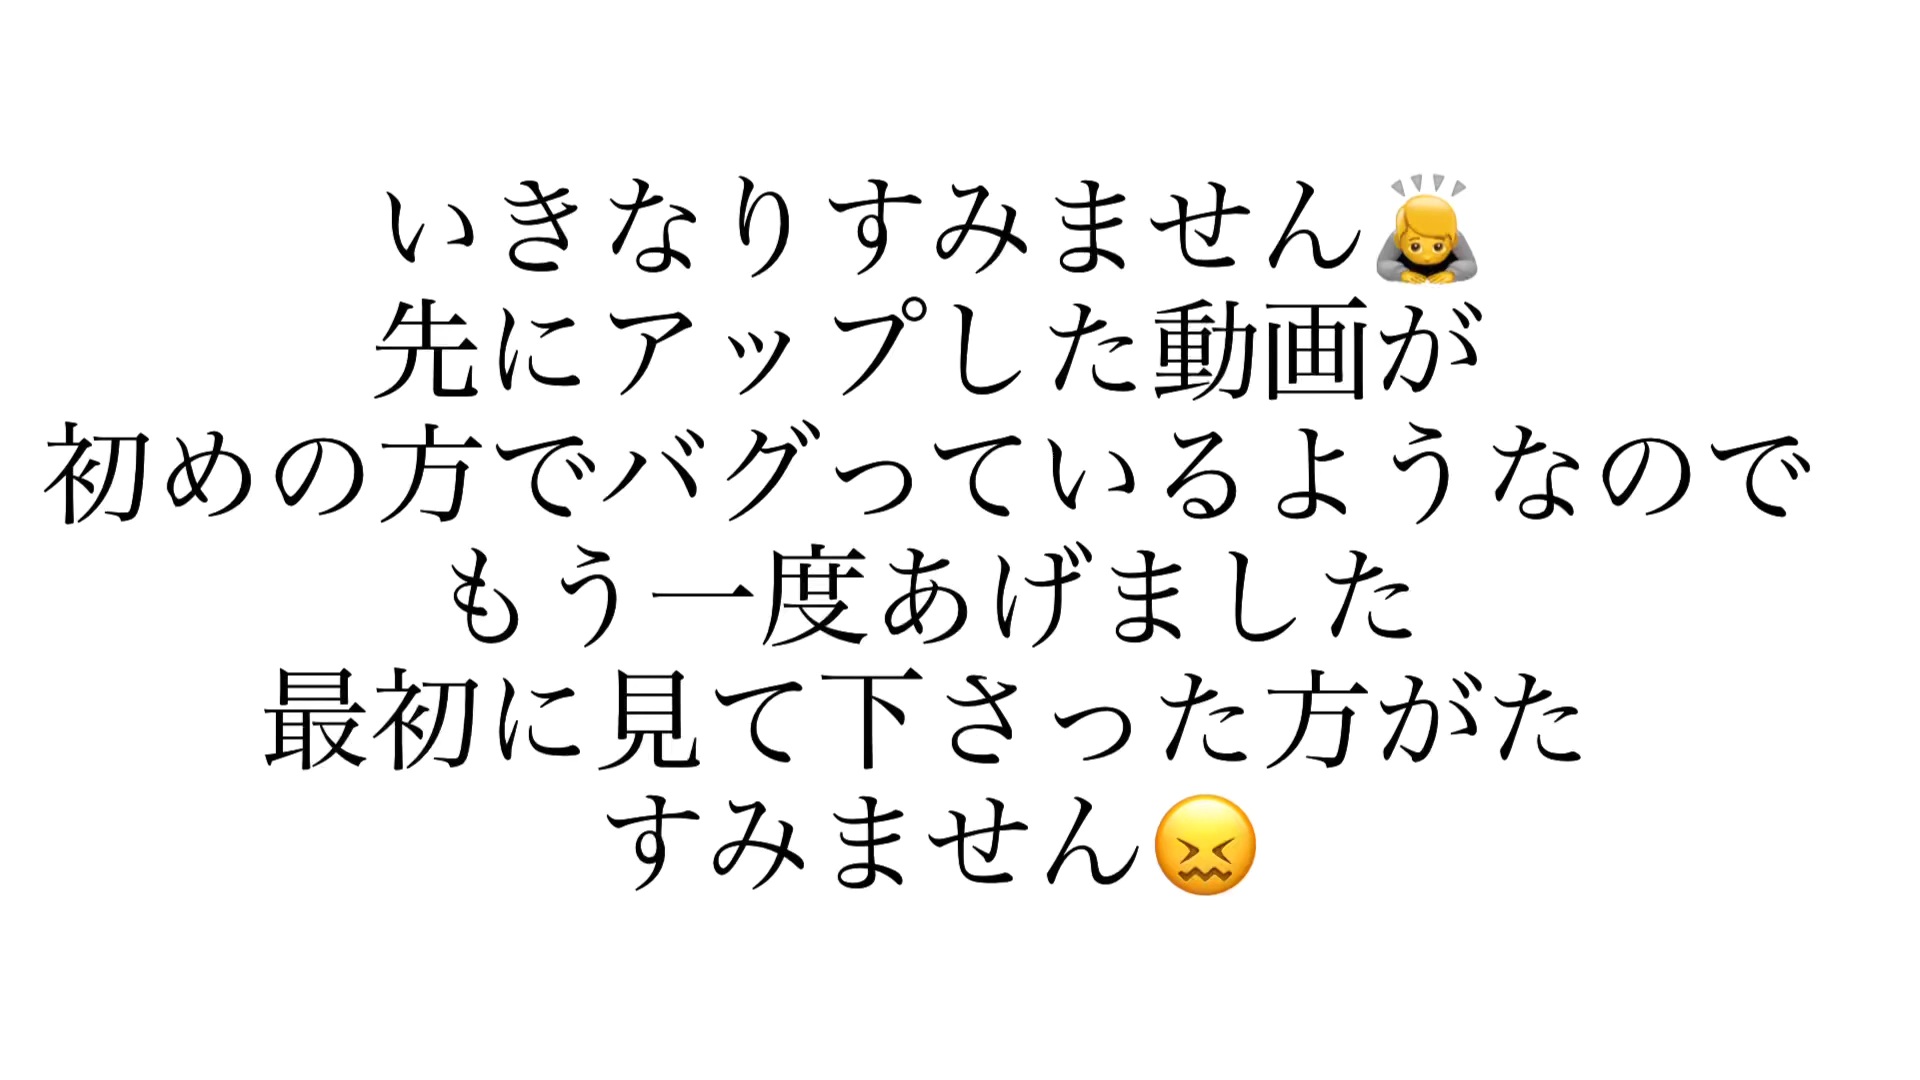 いきなりすみません🙇
先にアップした動画が
初めの方でバグっているようなので
もう一度あげました
最初に見て下さった方がた
すみません😖